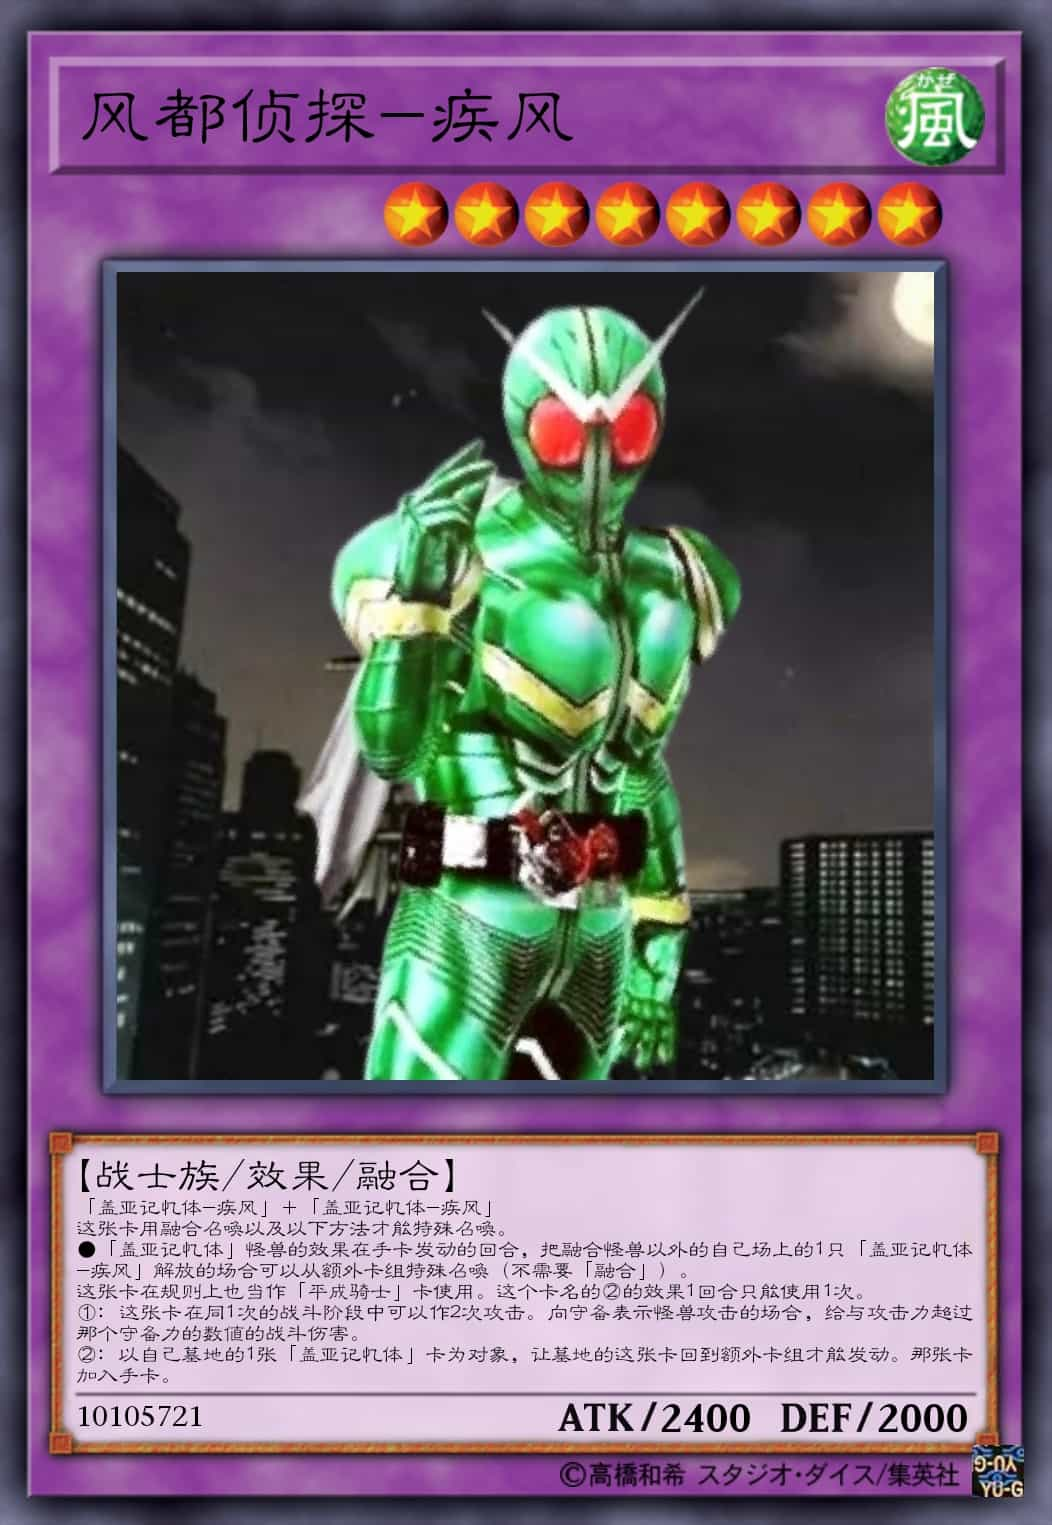 风都侦探-疾风
かぜ
風
【战士族/效果/融合】
「盖亚记忆体-疾风」+「盖亚记忆体-疾风」
这张卡用融合召唤以及以下方法才能特殊召唤。
●「盖亚记忆体」怪兽的效果在手卡发动的回合，把融合怪兽以外的自己场上的1只「盖亚记忆体
-疾风」解放的场合可以从额外卡组特殊召唤（不需要「融合」）。
这张卡在规则上也当作「平成骑士」卡使用。这个卡名的②的效果1回合只能使用1次。
①：这张卡在同1次的战斗阶段中可以作2次攻击。向守备表示怪兽攻击的场合，给与攻击力超过
那个守备力的数值的战斗伤害。
②：以自己墓地的1张「盖亚记忆体」卡为对象，让墓地的这张卡回到额外卡组才能发动。那张卡
加入手卡。
10105721 ATK/2400 DEF/2000
©高橋和希 スタジオ・ダイス/集英社
YU-G
YU-G